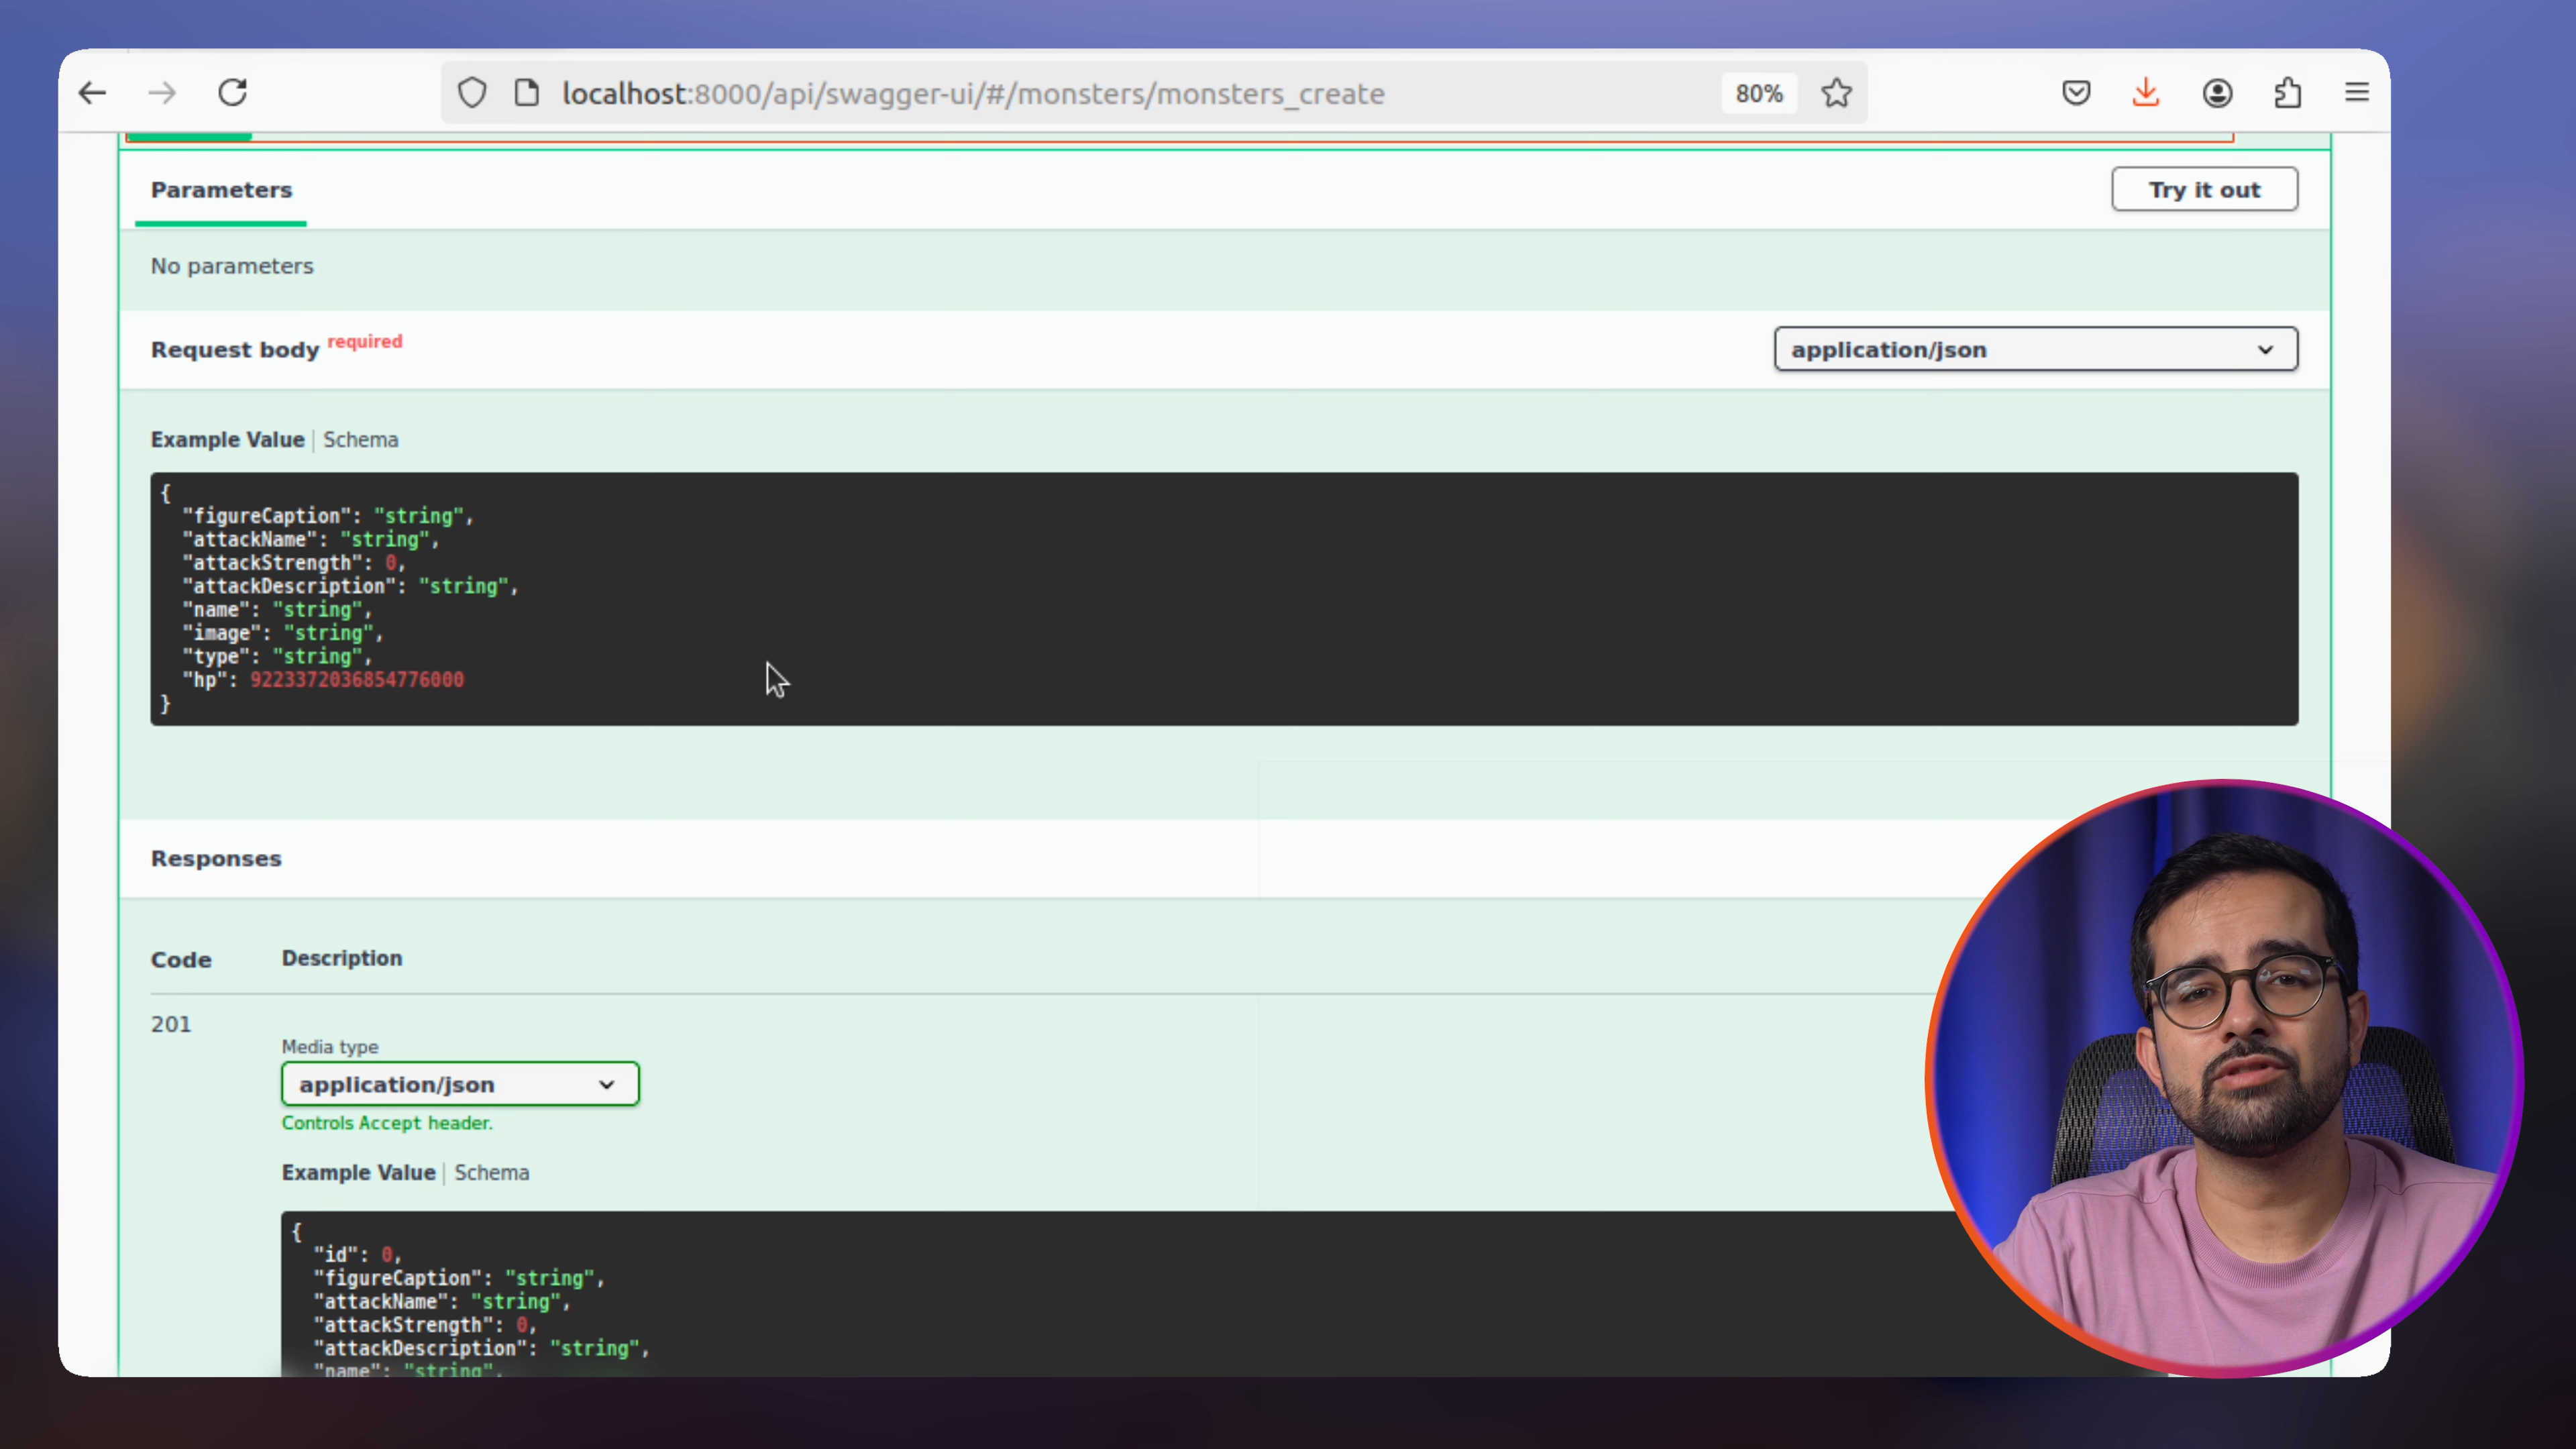 localhost:8000/api/swagger-ui/#/monsters/monsters_create
80%
Parameters
Try it out
No parameters
Request body required
application/json
Example Value | Schema
{
"figureCaption": "string",
"attackName": "string",
"attackStrength": 0,
"attackDescription": "string",
"name": "string",
"image": "string",
"type": "string",
"hp": 9223372036854776000
}
Responses
Code
Description
201
Media type
application/json
Controls Accept header.
Example Value | Schema
{
"id": 0,
"figureCaption": "string",
"attackName": "string",
"attackStrength": 0,
"attackDescription": "string",
"name": "string",